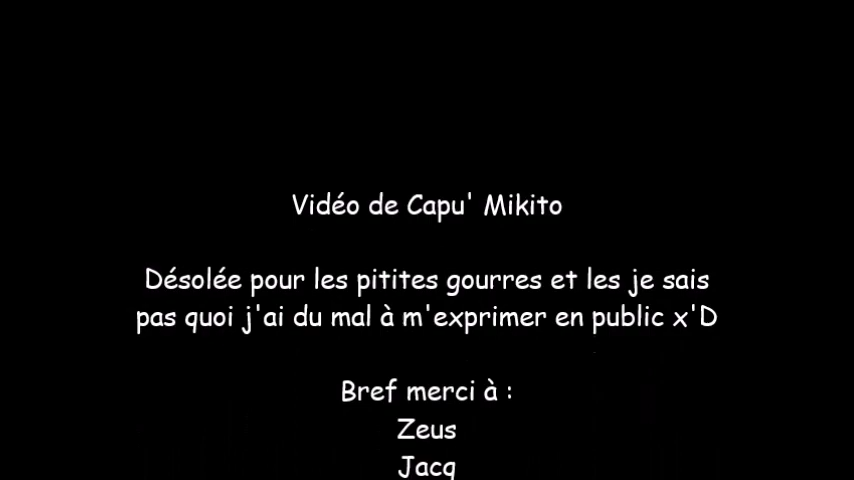 Vidéo de Capu' Mikito
Désolée pour les pitites gourres et les je sais
pas quoi j'ai du mal à m'exprimer en public x'D
Bref merci à :
Zeus
Jacq